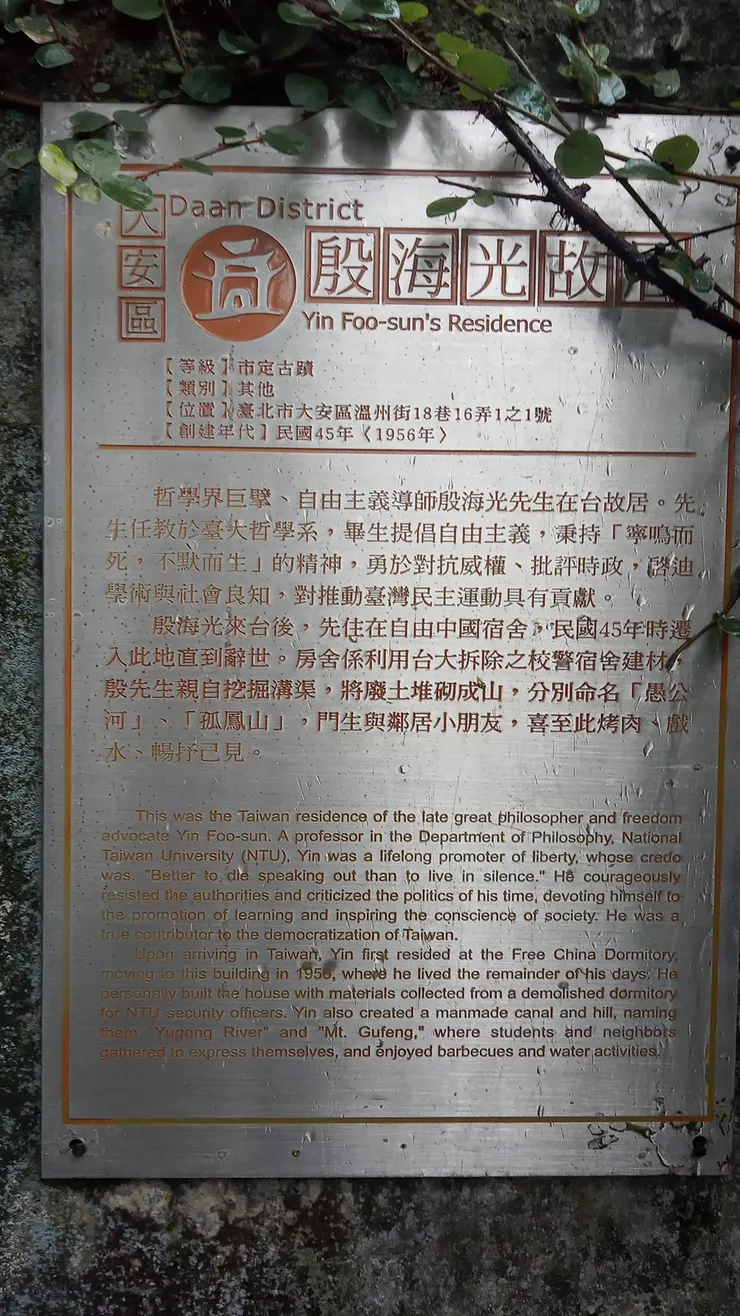 大安區
Daan District
殷海光故居
Yin Foo-sun's Residence
【等級】市定古蹟
【類別】其他
【位置】臺北市大安區溫州街18巷16弄1之1號
【創建年代】民國45年〈1956年〉
哲學界巨擘、自由主義導師殷海光先生在台故居。先
生任教於臺大哲學系，畢生提倡自由主義，秉持「寧鳴而
死，不默而生」的精神，勇於對抗威權、批評時政，啓迪
學術與社會良知，對推動臺灣民主運動具有貢獻。
殷海光來台後，先住在自由中國宿舍，民國45年時遷
入此地直到辭世。房舍係利用台大拆除之校警宿舍建材，
殷先生親自挖掘溝渠，將廢土堆砌成山，分別命名「愚公
河」、「孤鳳山」，門生與鄰居小朋友，喜至此烤肉、戲
水、暢抒己見。
This was the Taiwan residence of the late great philosopher and freedom
advocate Yin Foo-sun. A professor in the Department of Philosophy, National
Taiwan University (NTU), Yin was a lifelong promoter of liberty, whose credo
was, "Better to die speaking out than to live in silence." He courageously
resisted the authorities and criticized the politics of his time, devoting himself to
the promotion of learning and inspiring the conscience of society. He was a
true contributor to the democratization of Taiwan.
Upon arriving in Taiwan, Yin first resided at the Free China Dormitory,
moving to this building in 1956, where he lived the remainder of his days. He
personally built the house with materials collected from a demolished dormitory
for NTU security officers. Yin also created a manmade canal and hill, naming
them "Yugong River" and "Mt. Gufeng," where students and neighbors
gathered to express themselves, and enjoyed barbecues and water activities.